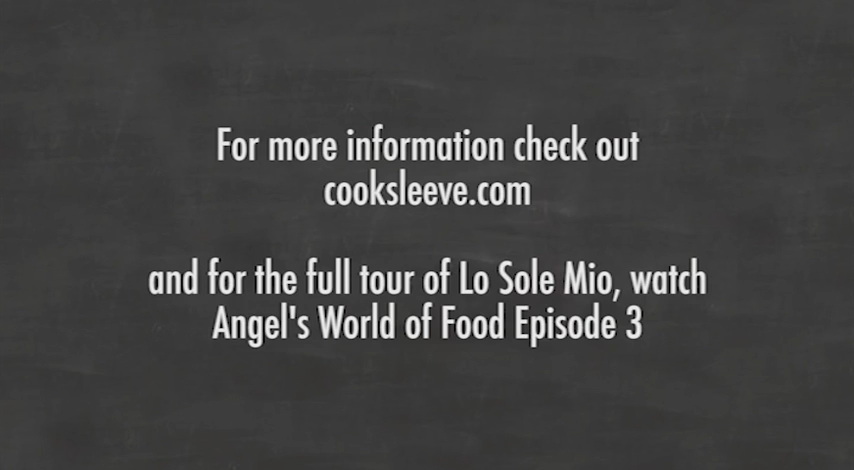 For more information check out
cooksleeve.com
and for the full tour of Lo Sole Mio, watch
Angel's World of Food Episode 3